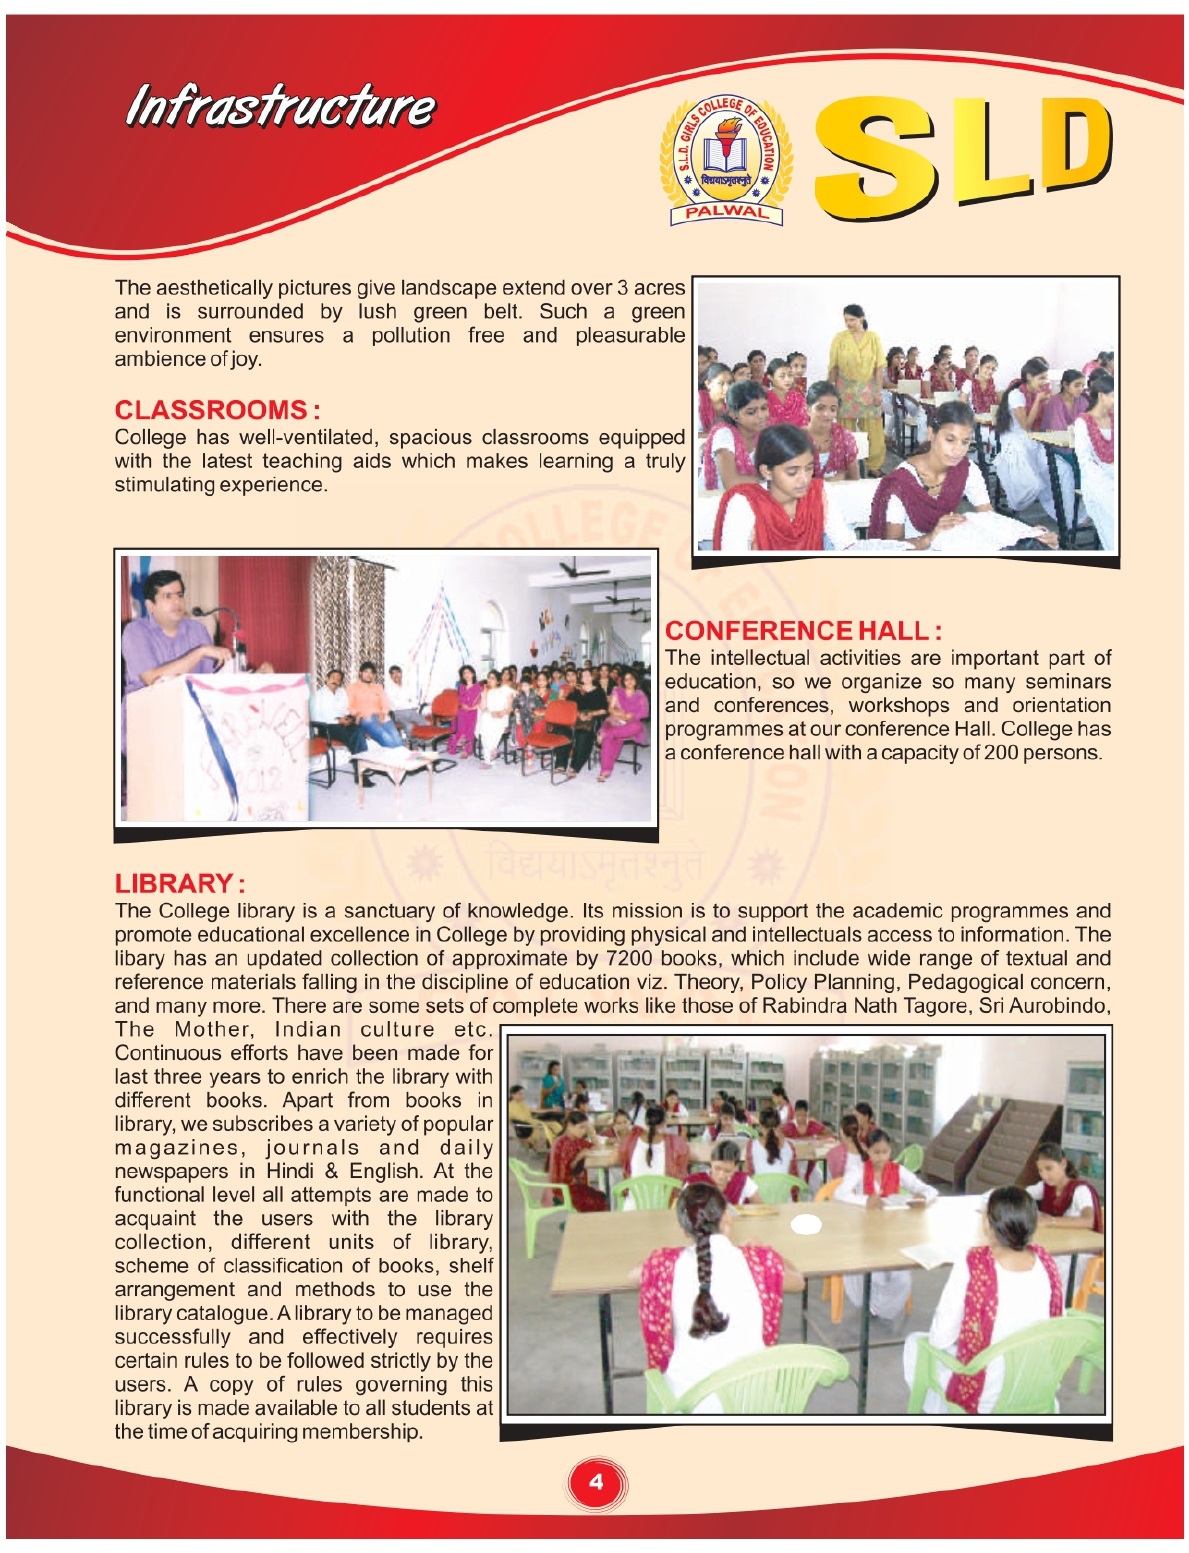 Infrastructure
S.L.D. GIRLS COLLEGE OF EDUCATION
विद्ययाऽमृतश्नुते
PALWAL
SLD
The aesthetically pictures give landscape extend over 3 acres
and is surrounded by lush green belt. Such a green
environment ensures a pollution free and pleasurable
ambience of joy.
CLASSROOMS :
College has well-ventilated, spacious classrooms equipped
with the latest teaching aids which makes learning a truly
stimulating experience.
CONFERENCE HALL :
The intellectual activities are important part of
education, so we organize so many seminars
and conferences, workshops and orientation
programmes at our conference Hall. College has
a conference hall with a capacity of 200 persons.
2012
COLLEGE OF EDUCATION
विद्ययाऽमृतश्नुते
LIBRARY :
The College library is a sanctuary of knowledge. Its mission is to support the academic programmes and
promote educational excellence in College by providing physical and intellectuals access to information. The
libary has an updated collection of approximate by 7200 books, which include wide range of textual and
reference materials falling in the discipline of education viz. Theory, Policy Planning, Pedagogical concern,
and many more. There are some sets of complete works like those of Rabindra Nath Tagore, Sri Aurobindo,
The Mother, Indian culture etc.
Continuous efforts have been made for
last three years to enrich the library with
different books. Apart from books in
library, we subscribes a variety of popular
magazines, journals and daily
newspapers in Hindi & English. At the
functional level all attempts are made to
acquaint the users with the library
collection, different units of library,
scheme of classification of books, shelf
arrangement and methods to use the
library catalogue. A library to be managed
successfully and effectively requires
certain rules to be followed strictly by the
users. A copy of rules governing this
library is made available to all students at
the time of acquiring membership.
4